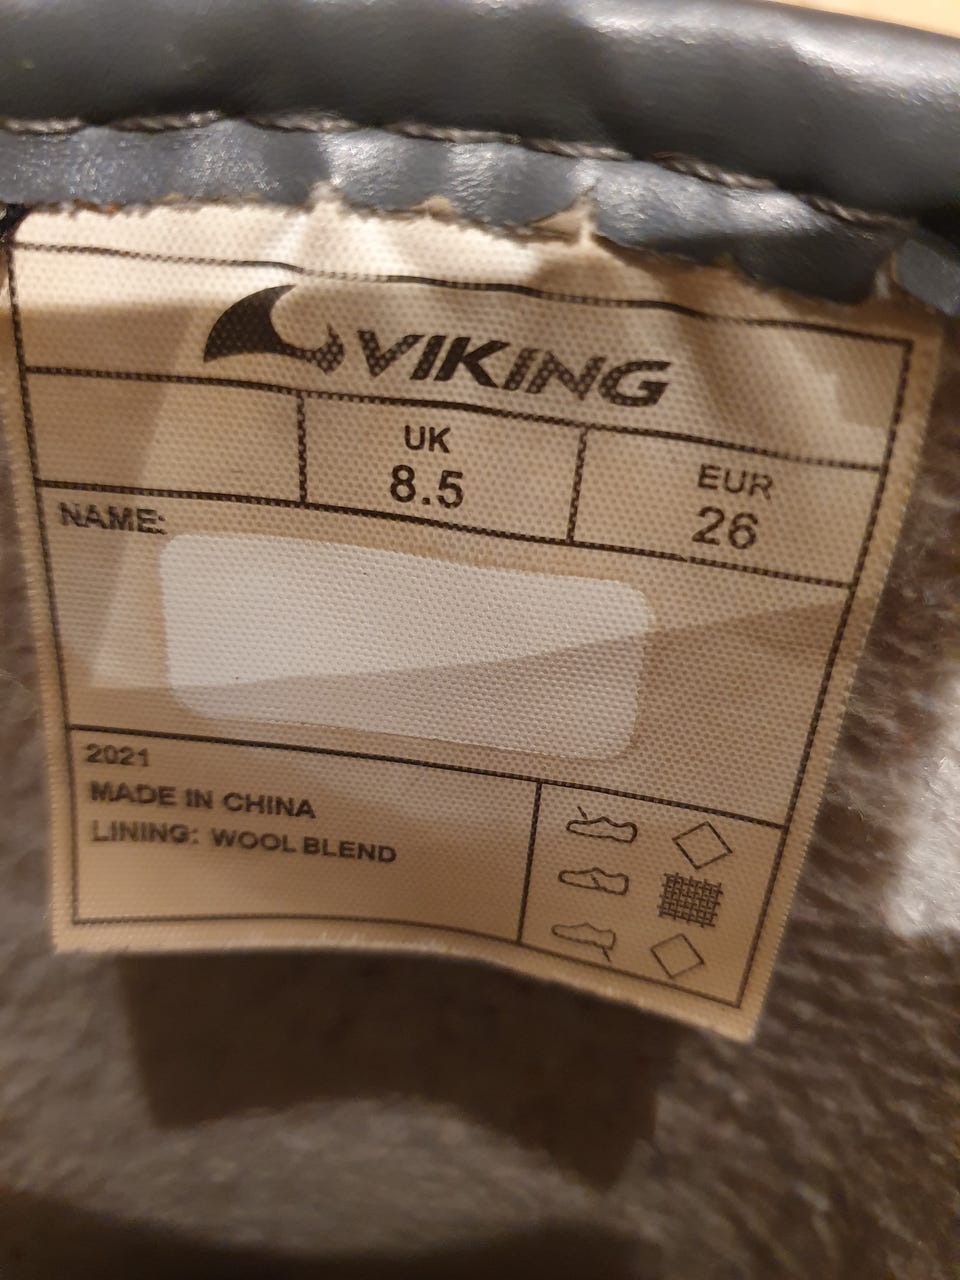 VIKING
UK
8.5
EUR
26
NAME:
2021
MADE IN CHINA
LINING: WOOL BLEND